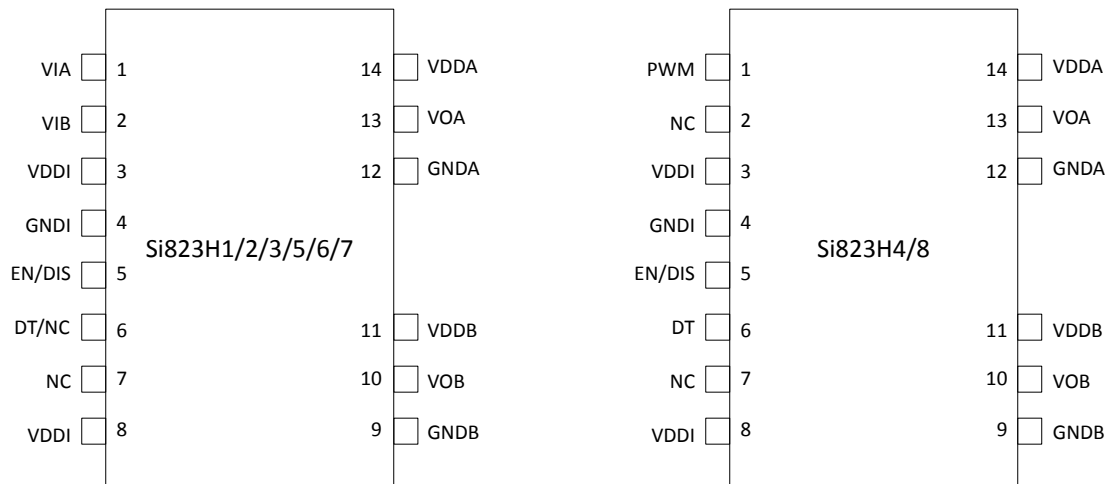 VIA 1 14 VDDA
VIB 2 13 VOA
VDDI 3 12 GNDA
GNDI 4
Si823H1/2/3/5/6/7
EN/DIS 5
DT/NC 6 11 VDDB
NC 7 10 VOB
VDDI 8 9 GNDB
PWM 1 14 VDDA
NC 2 13 VOA
VDDI 3 12 GNDA
GNDI 4
Si823H4/8
EN/DIS 5
DT 6 11 VDDB
NC 7 10 VOB
VDDI 8 9 GNDB